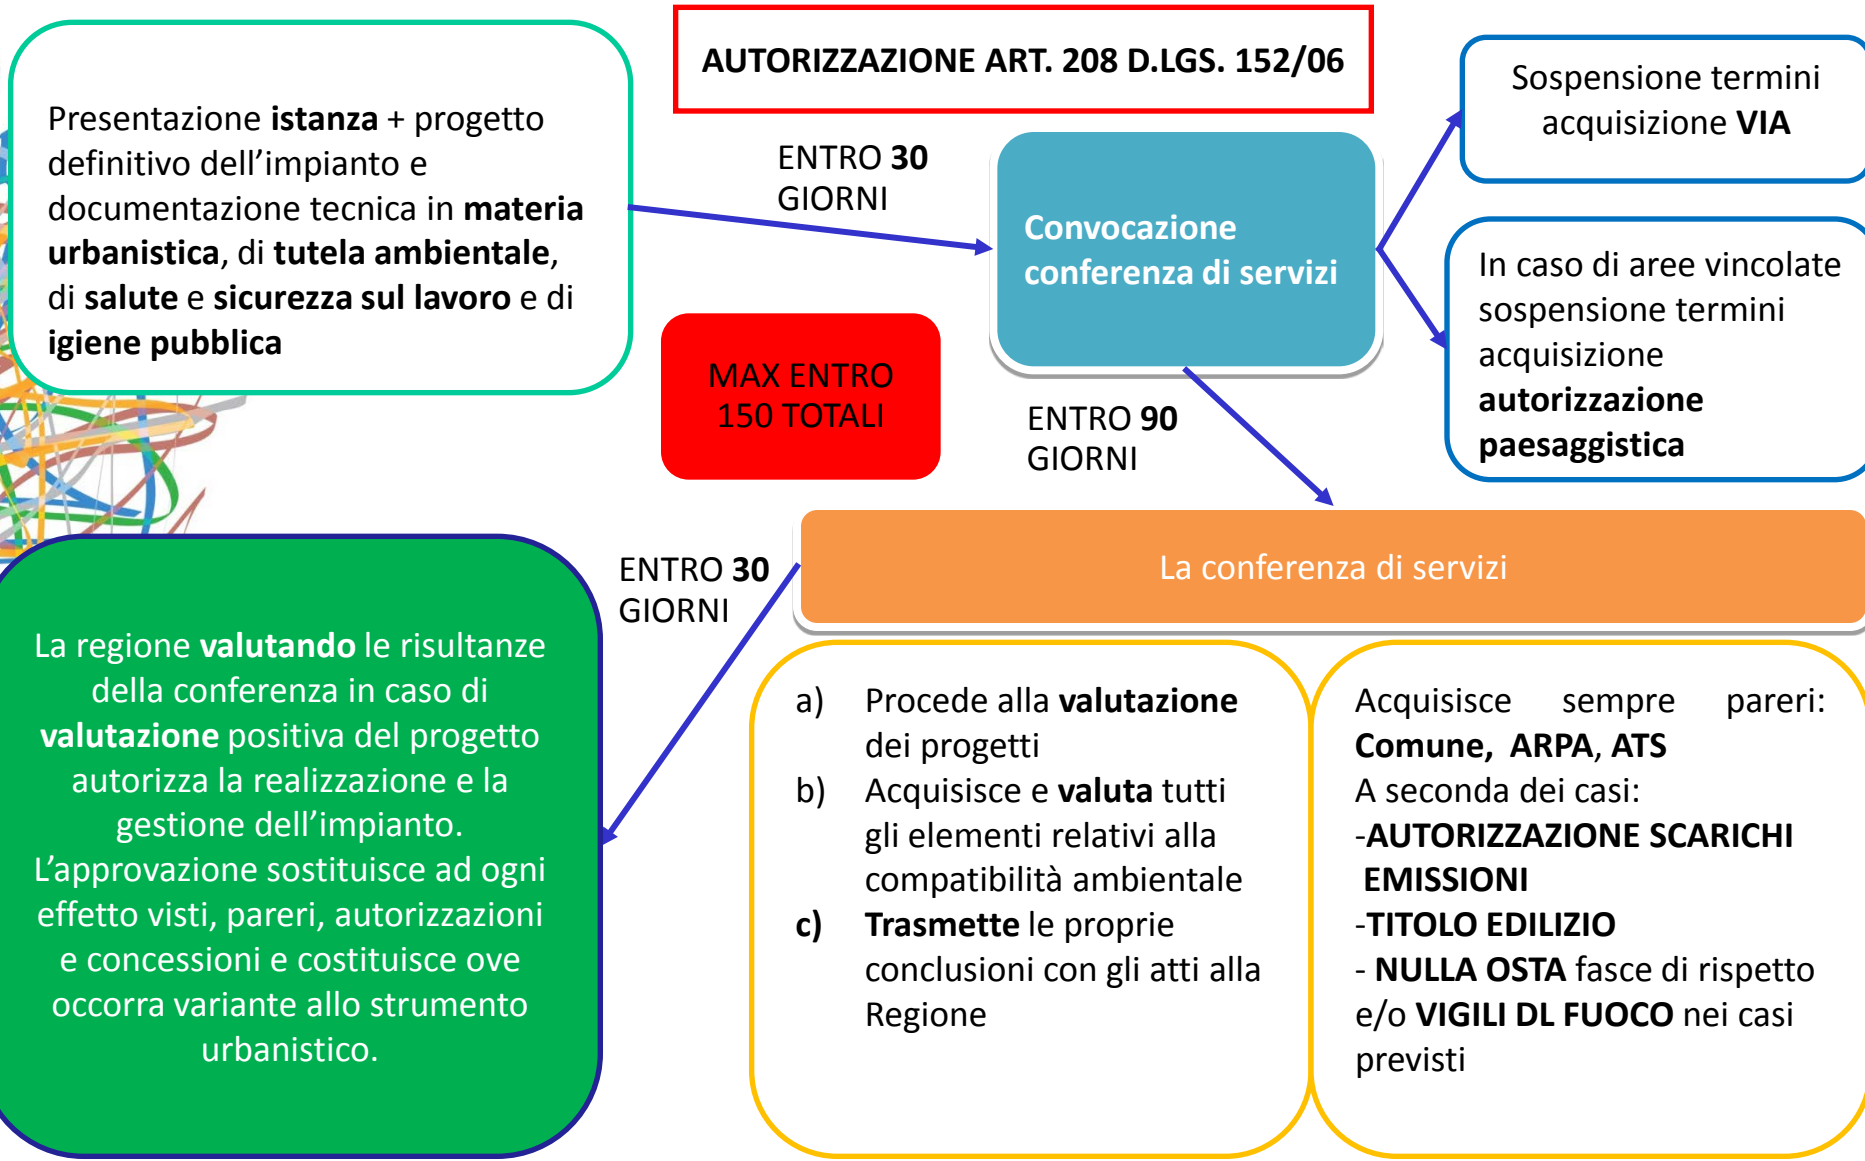 AUTORIZZAZIONE ART. 208 D.LGS. 152/06
Presentazione istanza + progetto
definitivo dell'impianto e
documentazione tecnica in materia
urbanistica, di tutela ambientale,
di salute e sicurezza sul lavoro e di
igiene pubblica
ENTRO 30
GIORNI
Convocazione
conferenza di servizi
Sospensione termini
acquisizione VIA
In caso di aree vincolate
sospensione termini
acquisizione
autorizzazione
paesaggistica
MAX ENTRO
150 TOTALI
ENTRO 90
GIORNI
La conferenza di servizi
a) Procede alla valutazione
dei progetti
b) Acquisisce e valuta tutti
gli elementi relativi alla
compatibilità ambientale
c) Trasmette le proprie
conclusioni con gli atti alla
Regione
Acquisisce sempre pareri:
Comune, ARPA, ATS
A seconda dei casi:
-AUTORIZZAZIONE SCARICHI
EMISSIONI
-TITOLO EDILIZIO
- NULLA OSTA fasce di rispetto
e/o VIGILI DL FUOCO nei casi
previsti
ENTRO 30
GIORNI
La regione valutando le risultanze
della conferenza in caso di
valutazione positiva del progetto
autorizza la realizzazione e la
gestione dell'impianto.
L'approvazione sostituisce ad ogni
effetto visti, pareri, autorizzazioni
e concessioni e costituisce ove
occorra variante allo strumento
urbanistico.